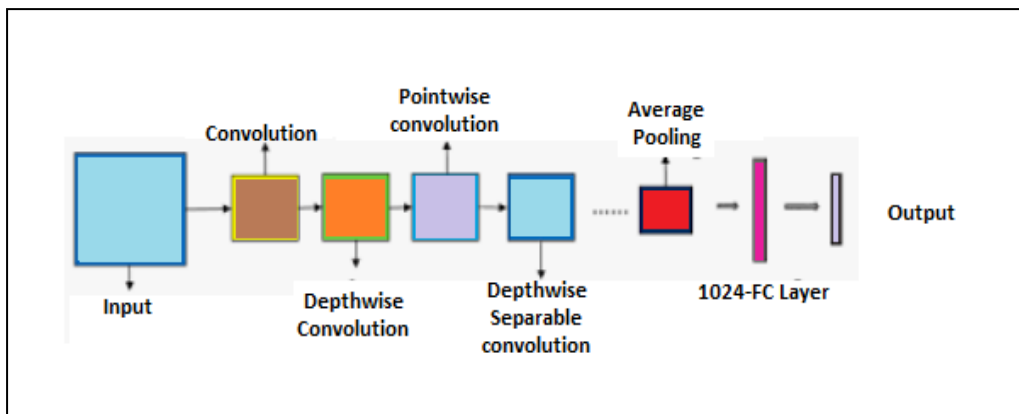 Pointwise
convolution
Average
Pooling
Convolution
Output
Input
Depthwise
Convolution
Depthwise
Separable
convolution
1024-FC Layer